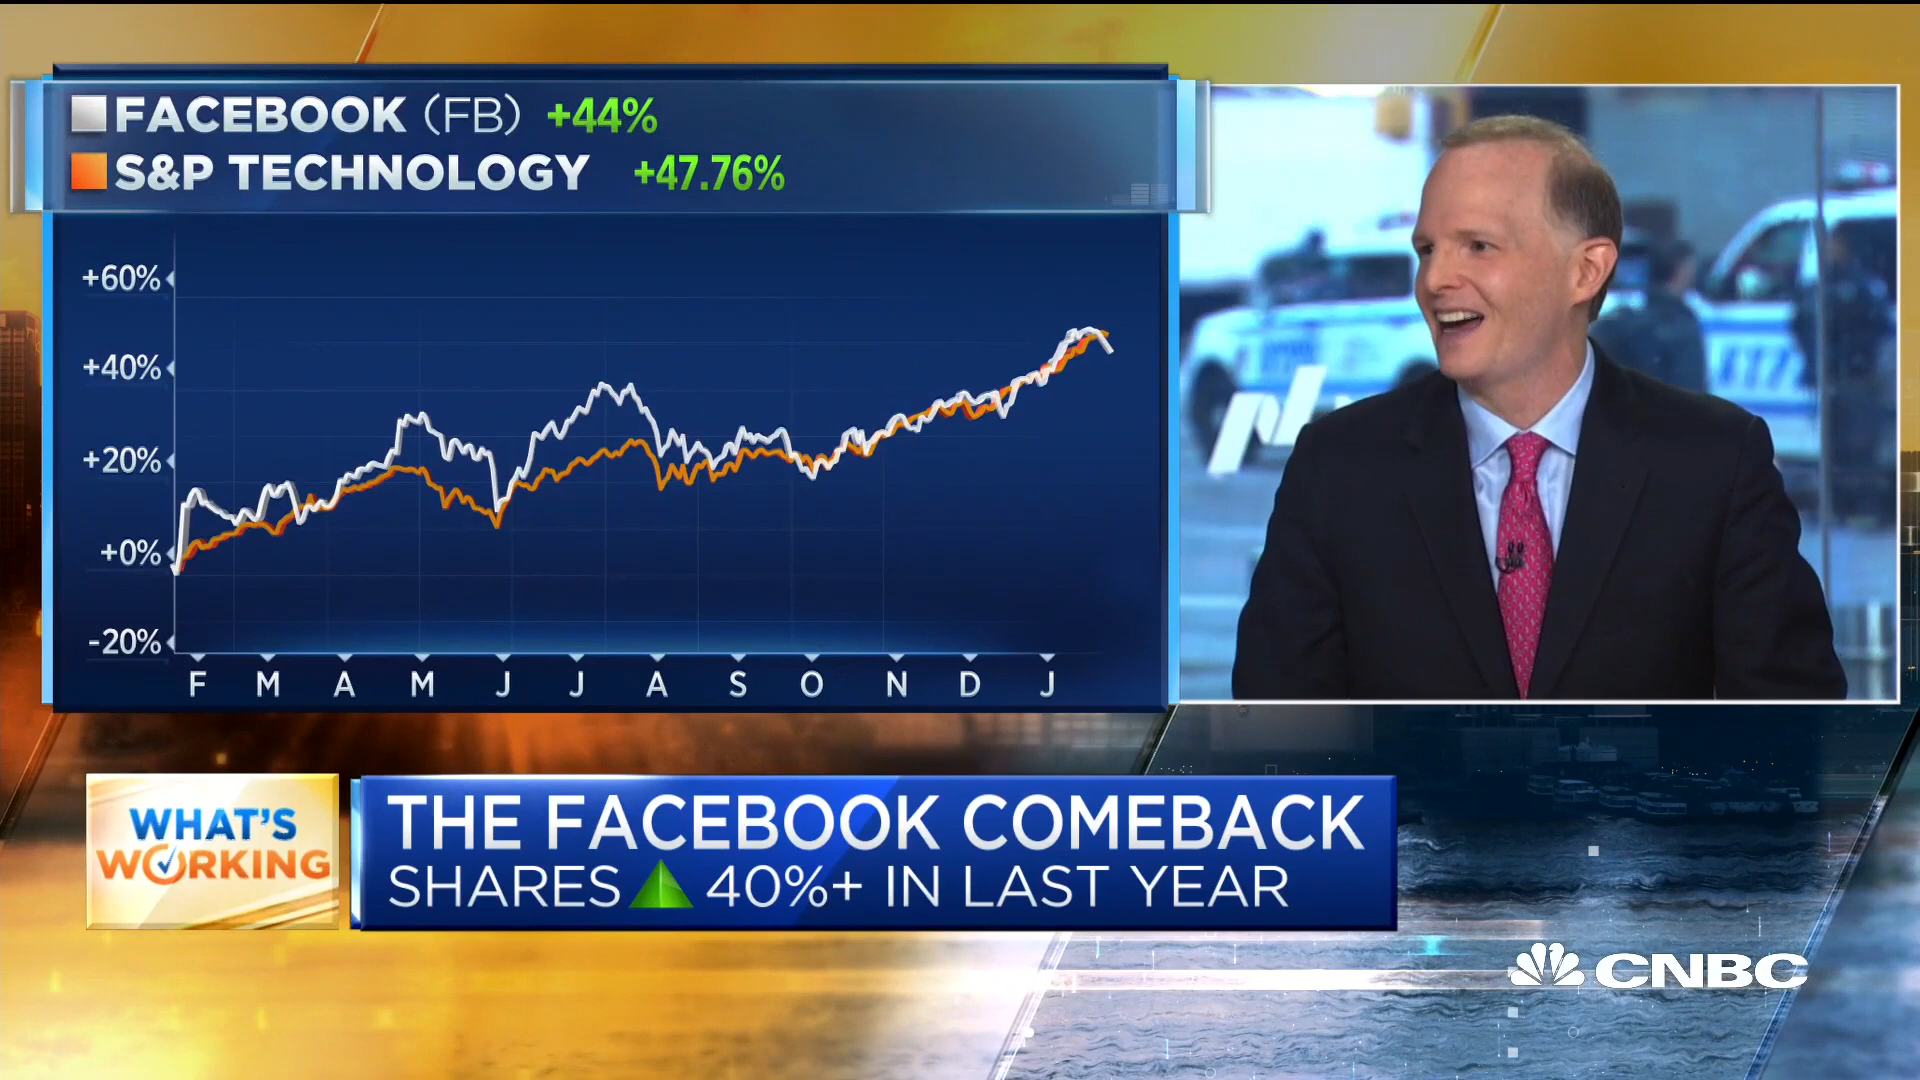 FACEBOOK (FB) +44%
S&P TECHNOLOGY +47.76%
+60%
+40%
+20%
+0%
-20%
F M A M J J A S O N D J
WHAT'S
WORKING
THE FACEBOOK COMEBACK
SHARES 40%+ IN LAST YEAR
CNBC